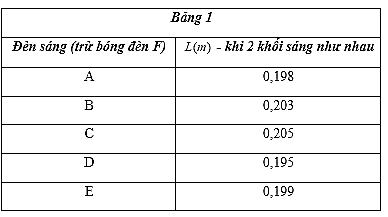 Bảng 1
Đèn sáng (trừ bóng đèn F) L(m) - khi 2 khối sáng như nhau
A 0,198
B 0,203
C 0,205
D 0,195
E 0,199